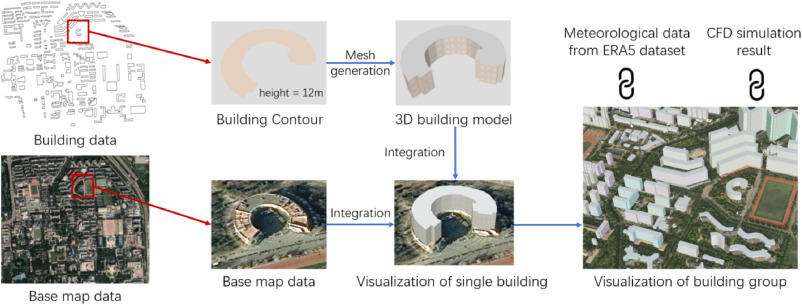 Meteorological data
from ERA5 dataset
CFD simulation
result
Mesh
generation
height = 12m
Building data
Building Contour
3D building model
Integration
Integration
Base map data
Base map data
Visualization of single building
Visualization of building group